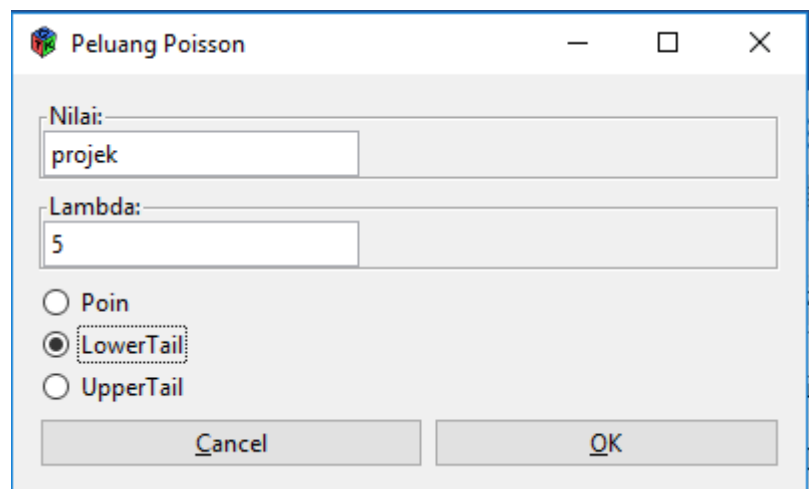 Peluang Poisson
Nilai:
projek
Lambda:
5
Poin
LowerTail
UpperTail
Cancel OK